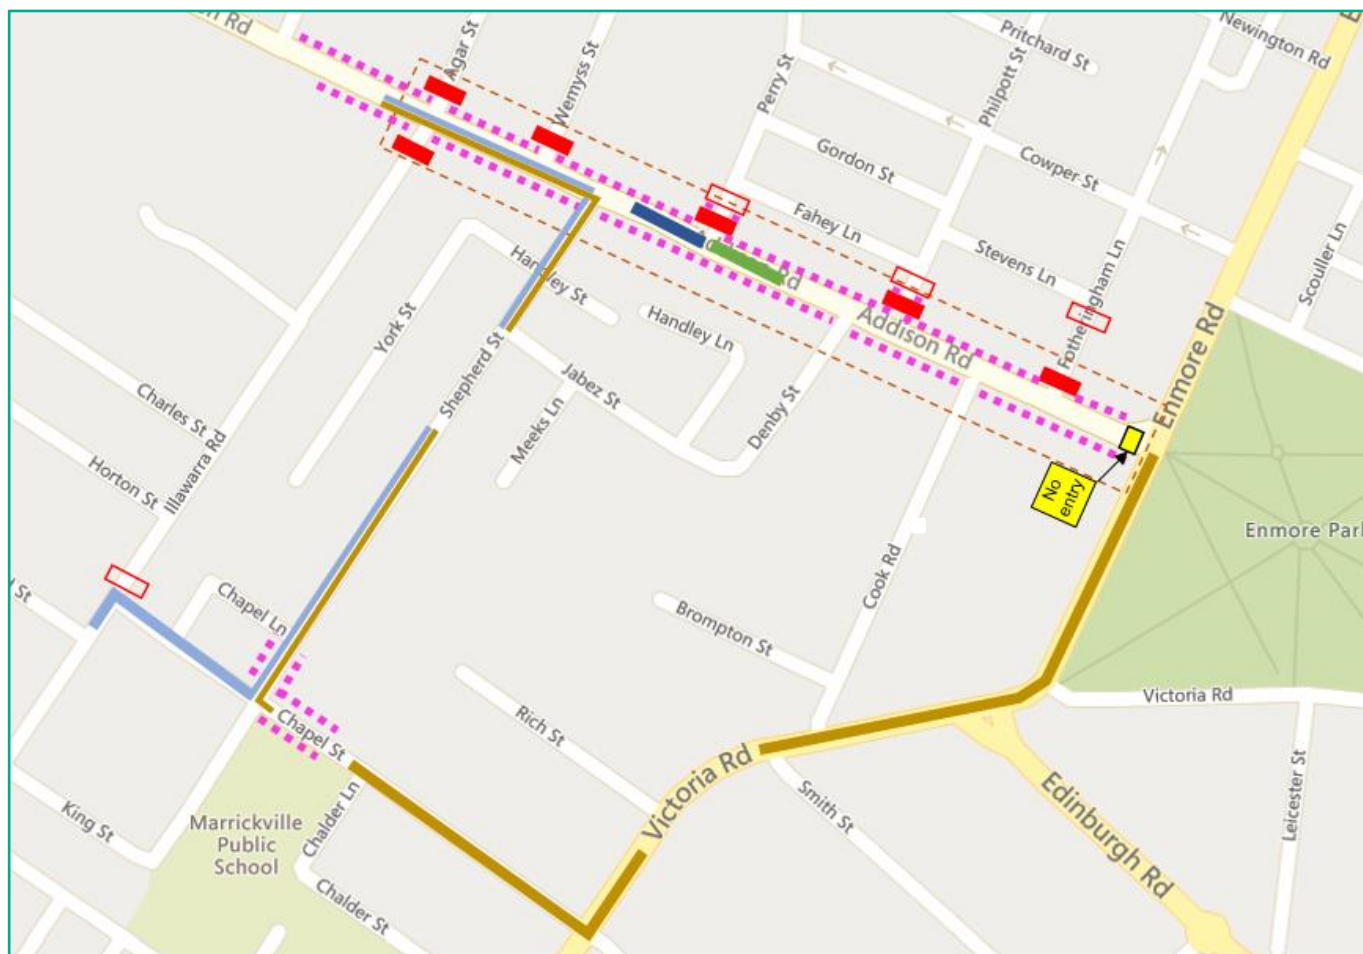 on Rd
Agar St
Wemyss St
Perry St
Pritchard St
Philpott St
Newington Rd
Gordon St
Cowper St
Fahey Ln
Stevens Ln
Fotheringham Ln
Scouller Ln
Enmore Rd
Addison Rd
Handley St
Handley Ln
York St
Shepherd St
Jabez St
Meeks Ln
Denby St
Charles St
Horton St
Illawarra Rd
No
entry
Enmore Par
Cook Rd
Chapel Ln
Brompton St
Chapel St
Rich St
Victoria Rd
Victoria Rd
Smith St
Edinburgh Rd
Leicester St
King St
Marrickville
Public
School
Chalder Ln
Chalder St